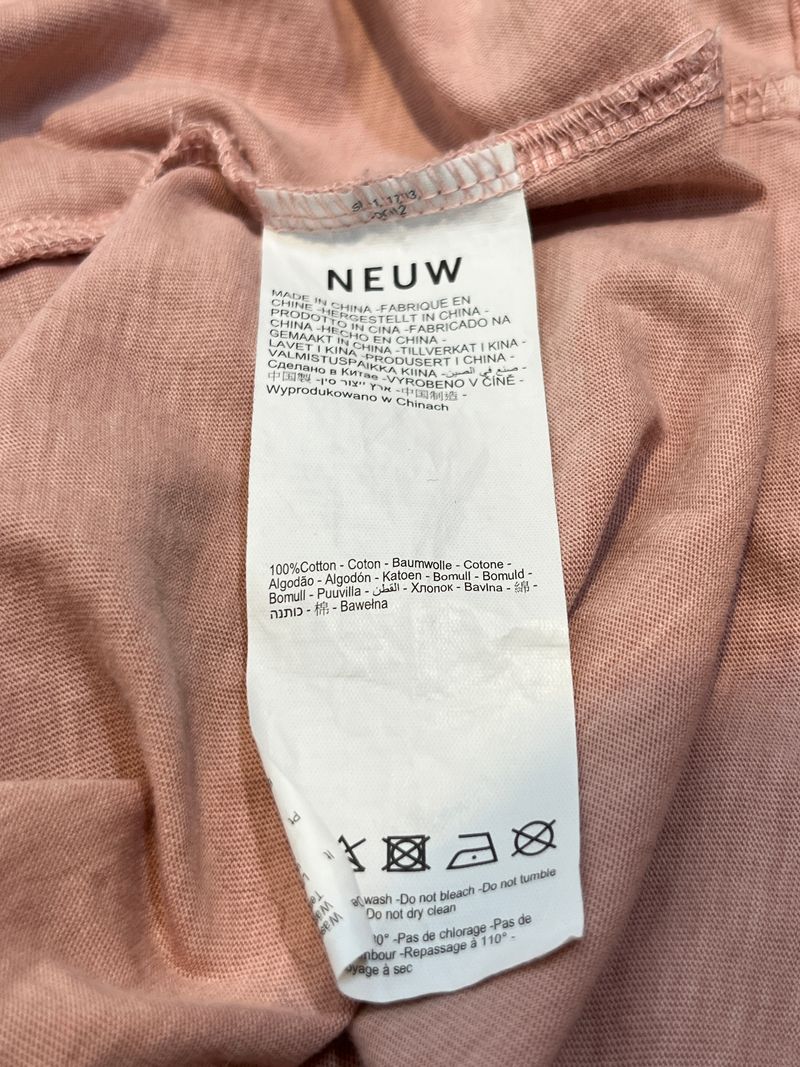 NEUW
MADE IN CHINA -FABRIQUE EN
CHINE -HERGESTELLT IN CHINA -
PRODOTTO IN CINA -FABRICADO NA
CHINA -HECHO EN CHINA -
GEMAAKT IN CHINA -TILLVERKAT I KINA -
LAVET I KINA -PRODUSERT I CHINA -
VALMISTUSPAIKKA KIINA -صنع في الصين -
Сделано в Китае -VYROBENO V ČÍNĚ -
中国製 -ארץ ייצור סין -中国制造 -
Wyprodukowano w Chinach
100%Cotton - Coton - Baumwolle - Cotone -
Algodão - Algodón - Katoen - Bomull - Bomuld -
Bomull - Puuvilla - القطن - Хлопок - Bavlna - 綿 -
כותנה - 棉 - Bawełna
wash -Do not bleach -Do not tumble
Do not dry clean
-Pas de chlorage -Pas de
-Repassage à 110° -
à sec